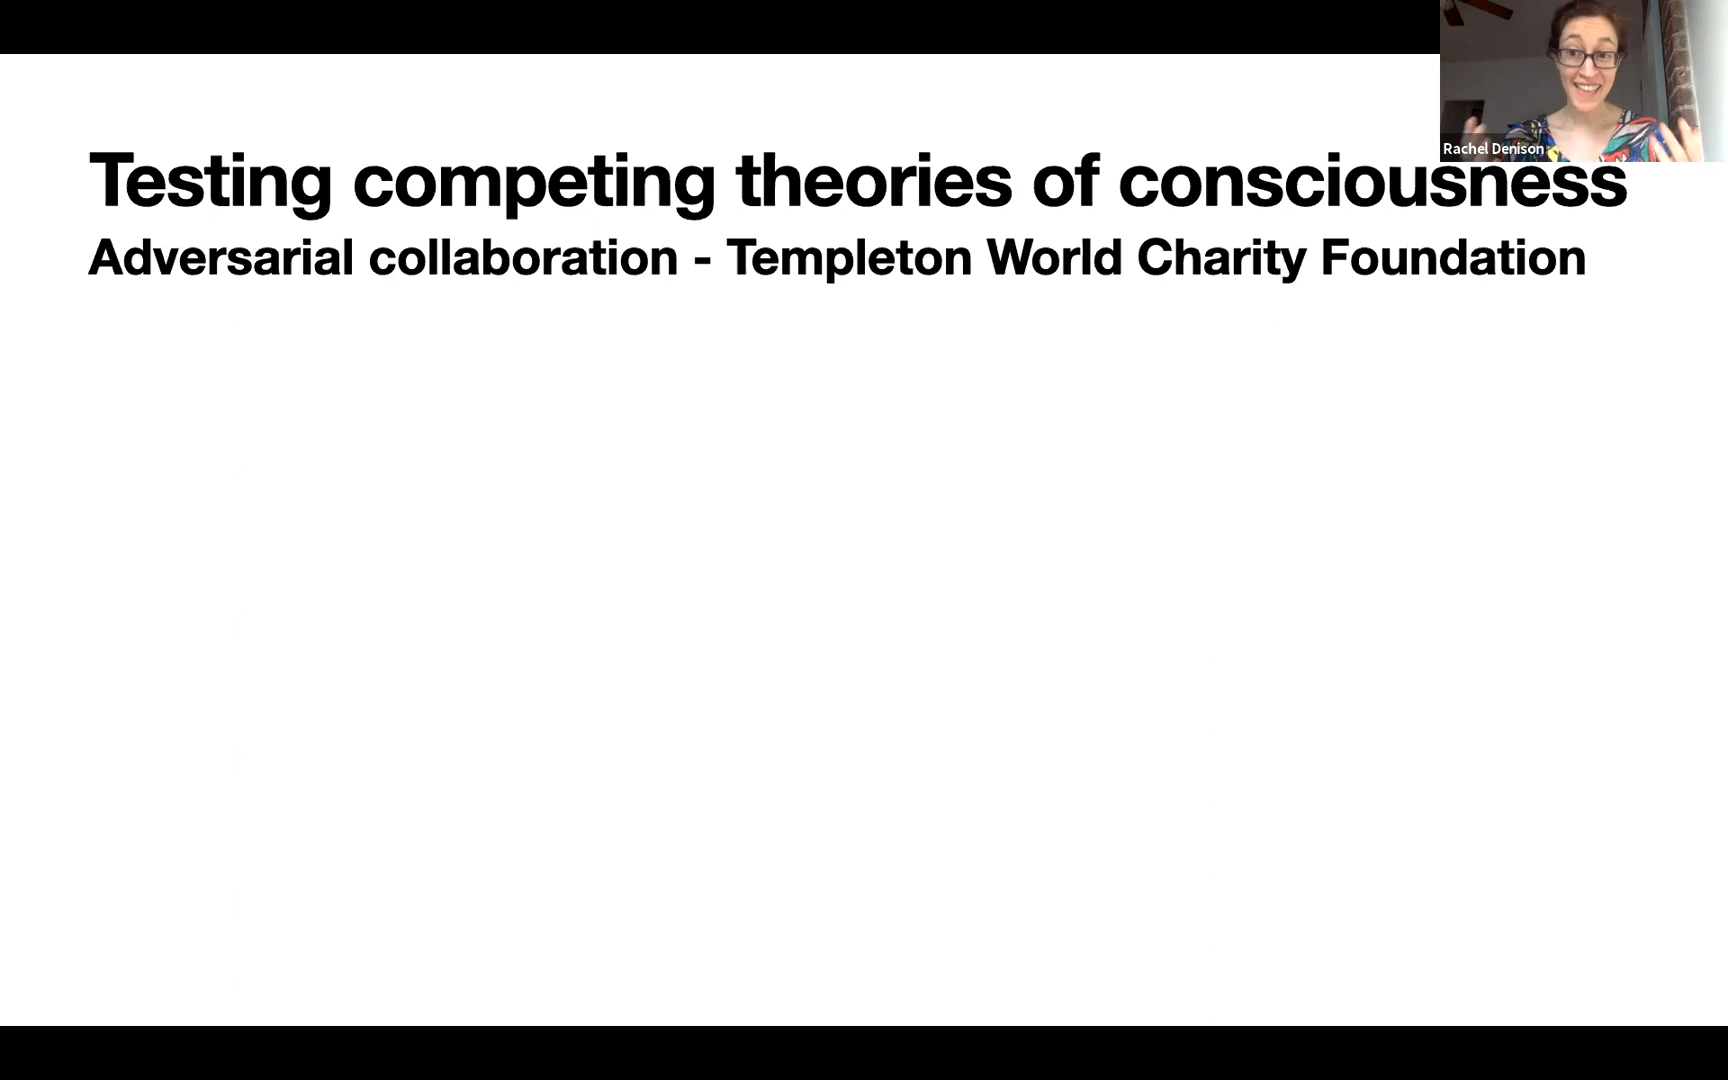 Rachel Denison
Testing competing theories of consciousness
Adversarial collaboration - Templeton World Charity Foundation